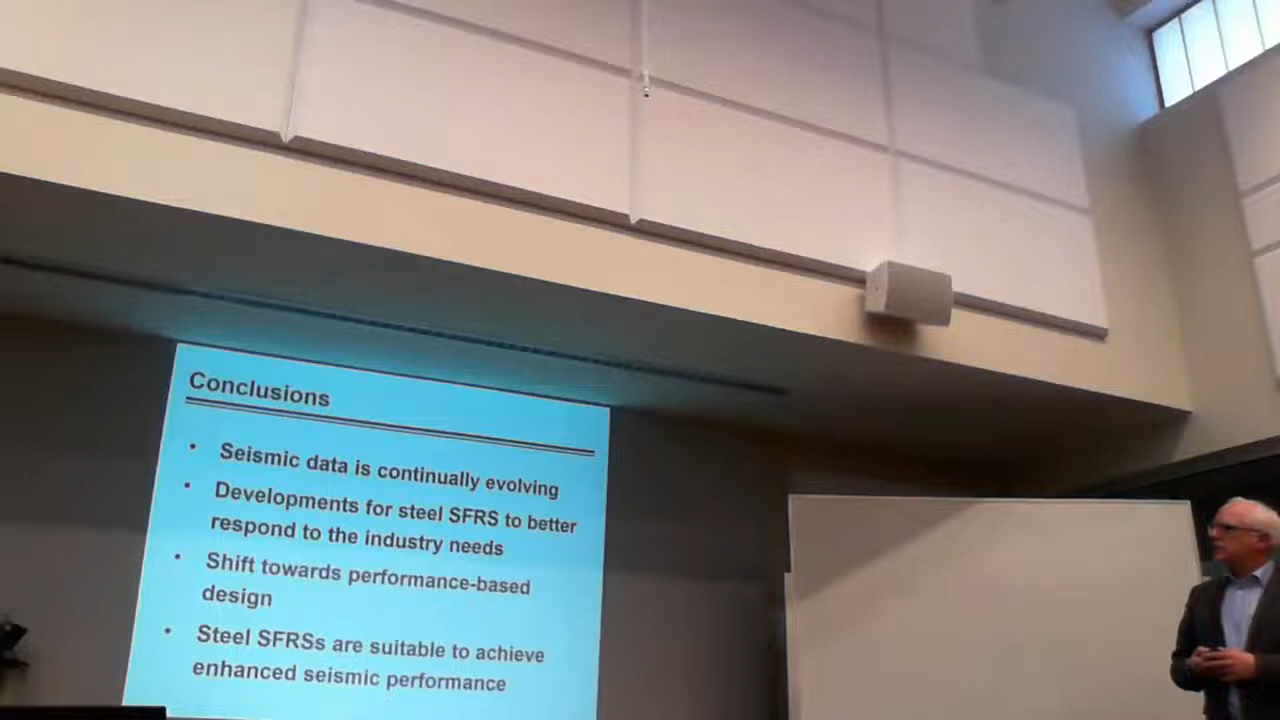 Conclusions
• Seismic data is continually evolving
• Developments for steel SFRS to better
respond to the industry needs
• Shift towards performance-based
design
• Steel SFRSs are suitable to achieve
enhanced seismic performance